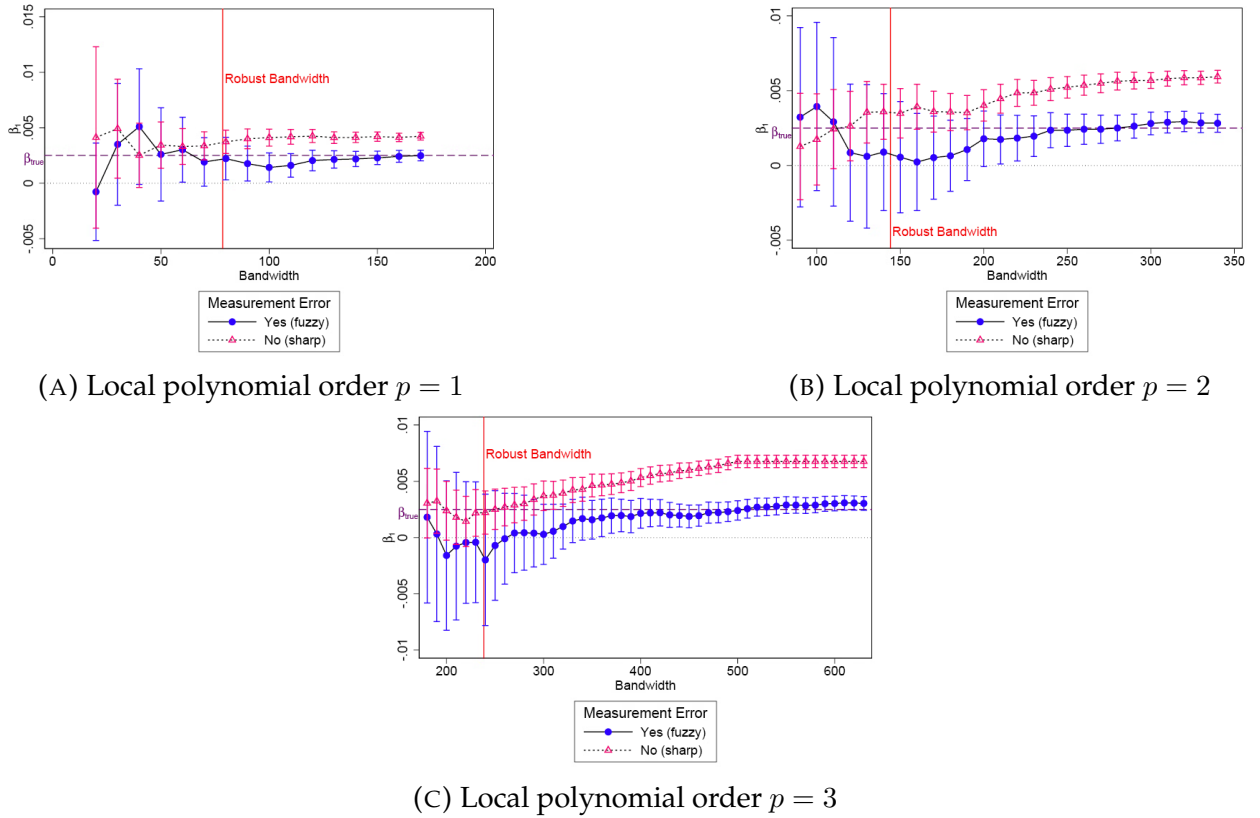 .015
.01
.005
β_true
0
-.005
β₁
Robust Bandwidth
0 50 100 150 200
Bandwidth
Measurement Error
Yes (fuzzy)
No (sharp)
(A) Local polynomial order p = 1
.01
.005
β_true
0
-.005
β₁
Robust Bandwidth
100 150 200 250 300 350
Bandwidth
Measurement Error
Yes (fuzzy)
No (sharp)
(B) Local polynomial order p = 2
.01
.005
β_true
0
-.005
-.01
β₁
Robust Bandwidth
200 300 400 500 600
Bandwidth
Measurement Error
Yes (fuzzy)
No (sharp)
(C) Local polynomial order p = 3